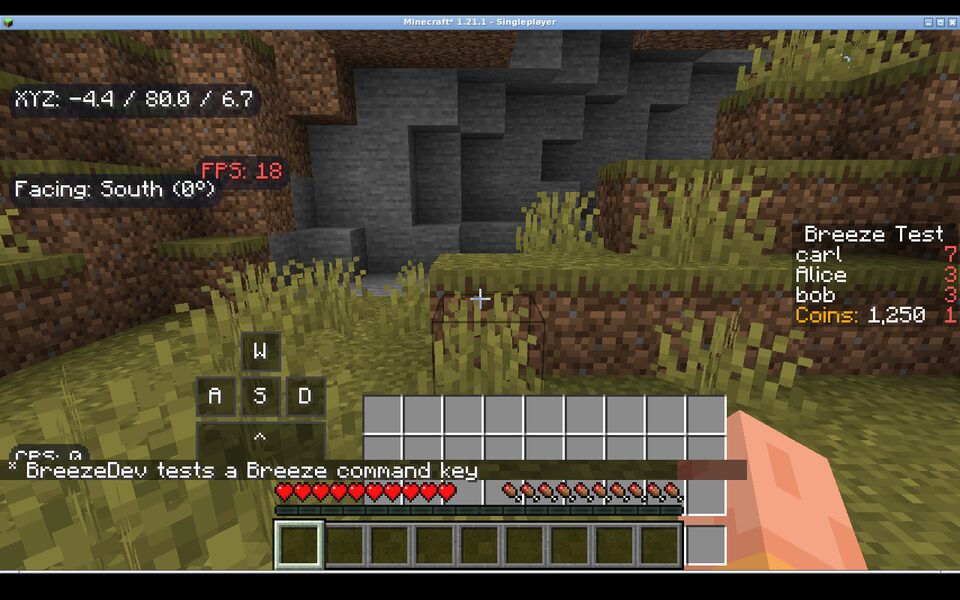 Minecraft* 1.21.1 - Singleplayer
XYZ: -4.4 / 80.0 / 6.7
FPS: 18
Facing: South (0°)
Breeze Test
carl 7
Alice 3
bob 3
Coins: 1,250 1
W
A S D
^
CPS: 0
* BreezeDev tests a Breeze command key